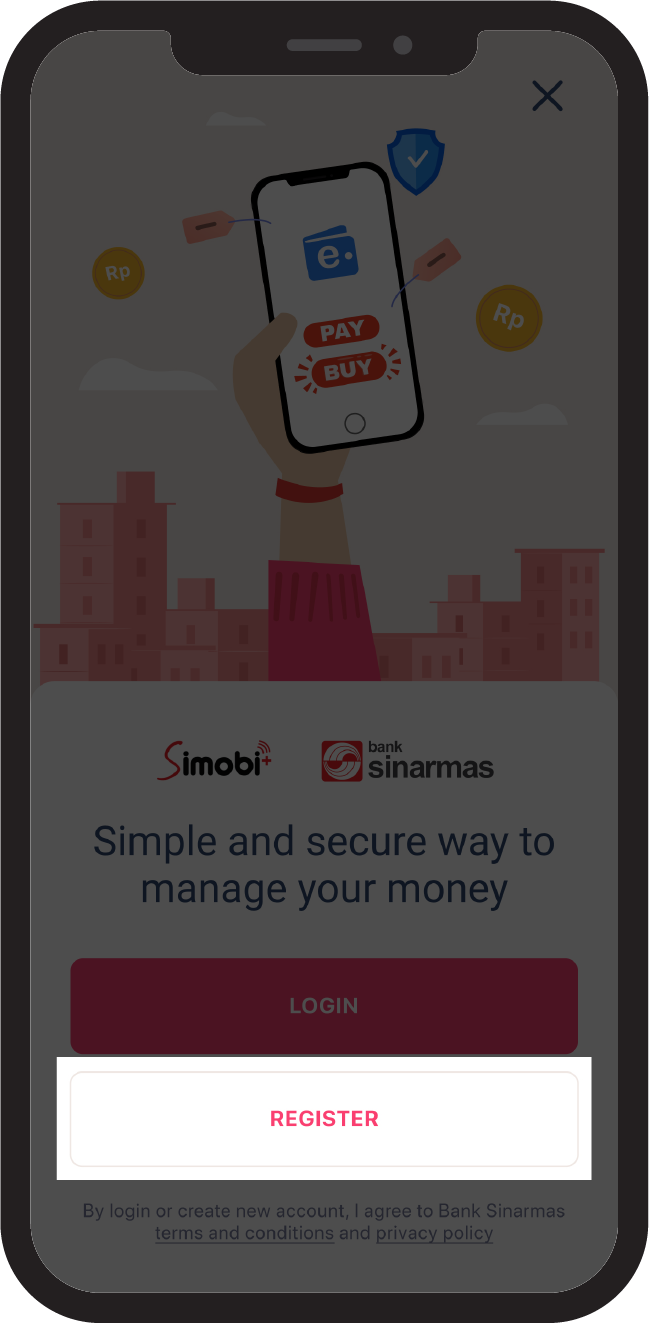 Rp
e
Rp
PAY
BUY
Simobi+
bank
sinarmas
Simple and secure way to
manage your money
LOGIN
REGISTER
By login or create new account, I agree to Bank Sinarmas
terms and conditions and privacy policy